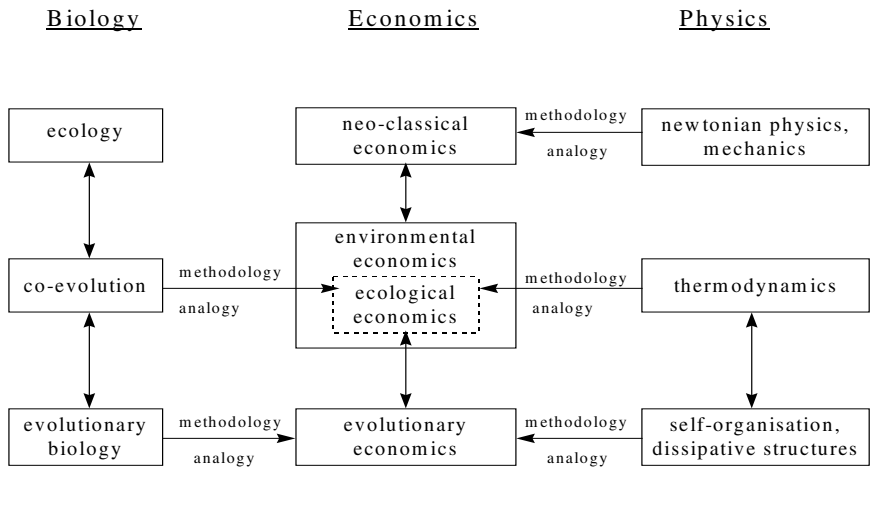 Biology
Economics
Physics
ecology
neo-classical
economics
methodology
analogy
newtonian physics,
mechanics
co-evolution
methodology
analogy
environmental
economics
ecological
economics
methodology
analogy
thermodynamics
evolutionary
biology
methodology
analogy
evolutionary
economics
methodology
analogy
self-organisation,
dissipative structures